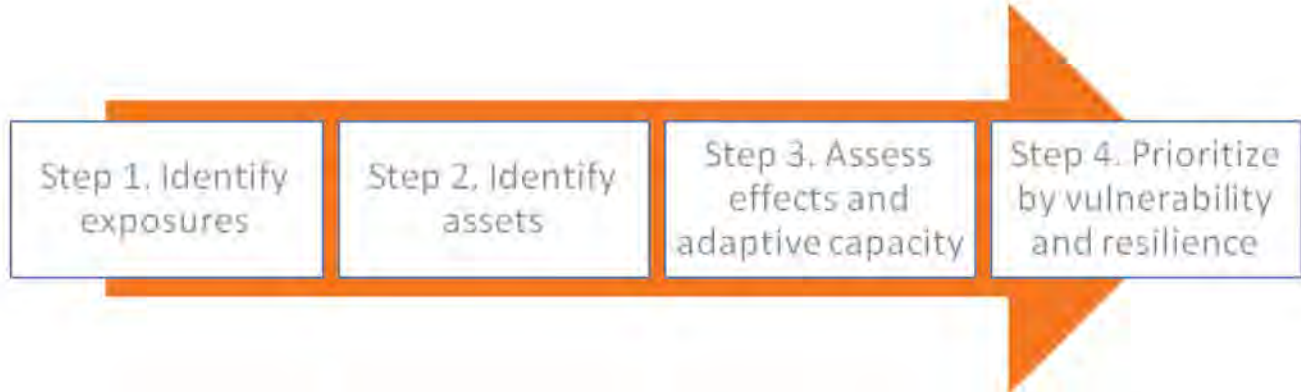 Step 1. Identify
exposures
Step 2. Identify
assets
Step 3. Assess
effects and
adaptive capacity
Step 4. Prioritize
by vulnerability
and resilience